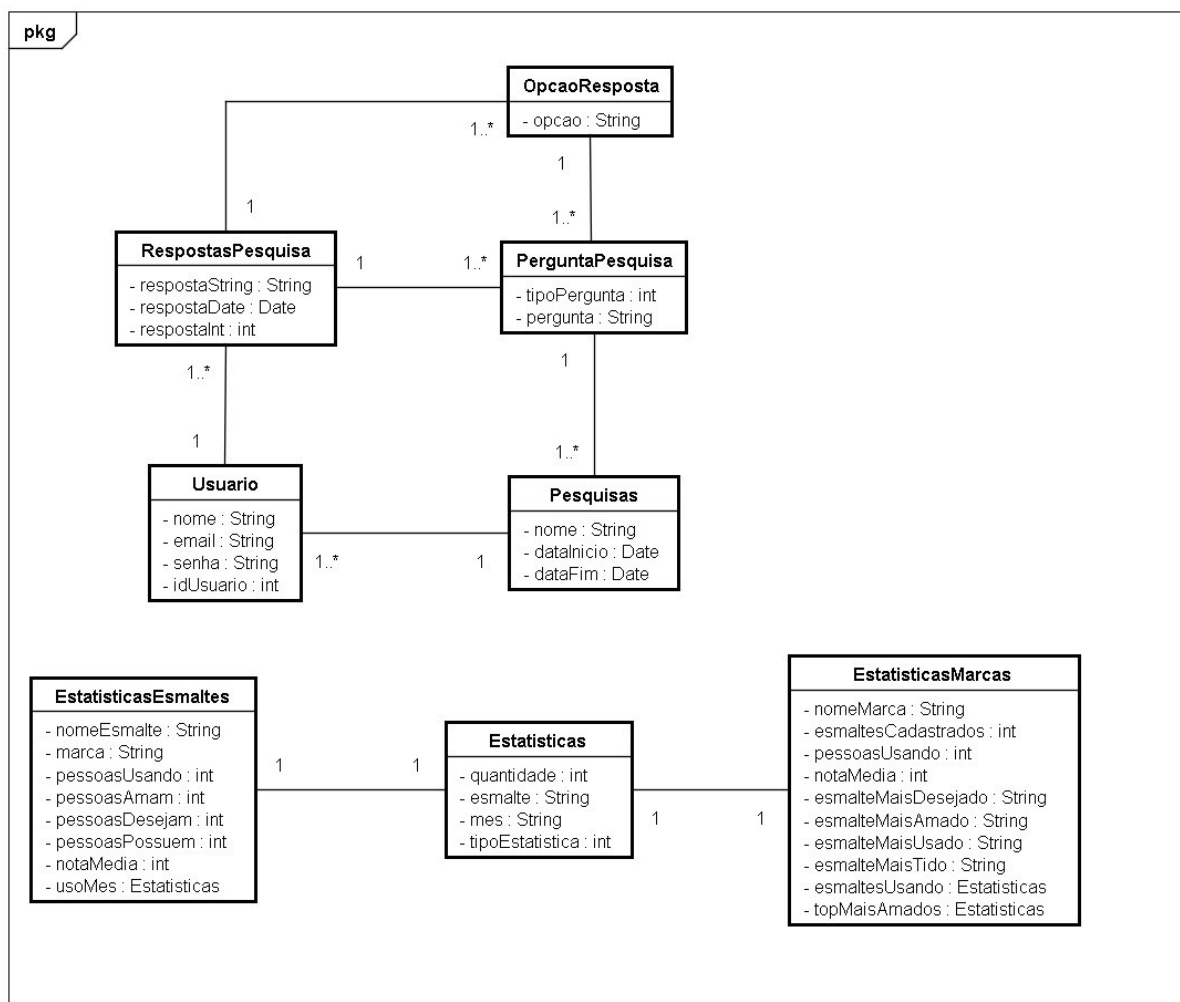 pkg
OpcaoResposta
- opcao : String
1..*
1
1
1..*
RespostasPesquisa
- respostaString : String
- respostaDate : Date
- respostaInt : int
1
1..*
PerguntaPesquisa
- tipoPergunta : int
- pergunta : String
1..*
1
1
1..*
Usuario
- nome : String
- email : String
- senha : String
- idUsuario : int
1..*
1
Pesquisas
- nome : String
- dataInicio : Date
- dataFim : Date
EstatisticasEsmaltes
- nomeEsmalte : String
- marca : String
- pessoasUsando : int
- pessoasAmam : int
- pessoasDesejam : int
- pessoasPossuem : int
- notaMedia : int
- usoMes : Estatisticas
1
1
Estatisticas
- quantidade : int
- esmalte : String
- mes : String
- tipoEstatistica : int
1
1
EstatisticasMarcas
- nomeMarca : String
- esmaltesCadastrados : int
- pessoasUsando : int
- notaMedia : int
- esmalteMaisDesejado : String
- esmalteMaisAmado : String
- esmalteMaisUsado : String
- esmalteMaisTido : String
- esmaltesUsando : Estatisticas
- topMaisAmados : Estatisticas